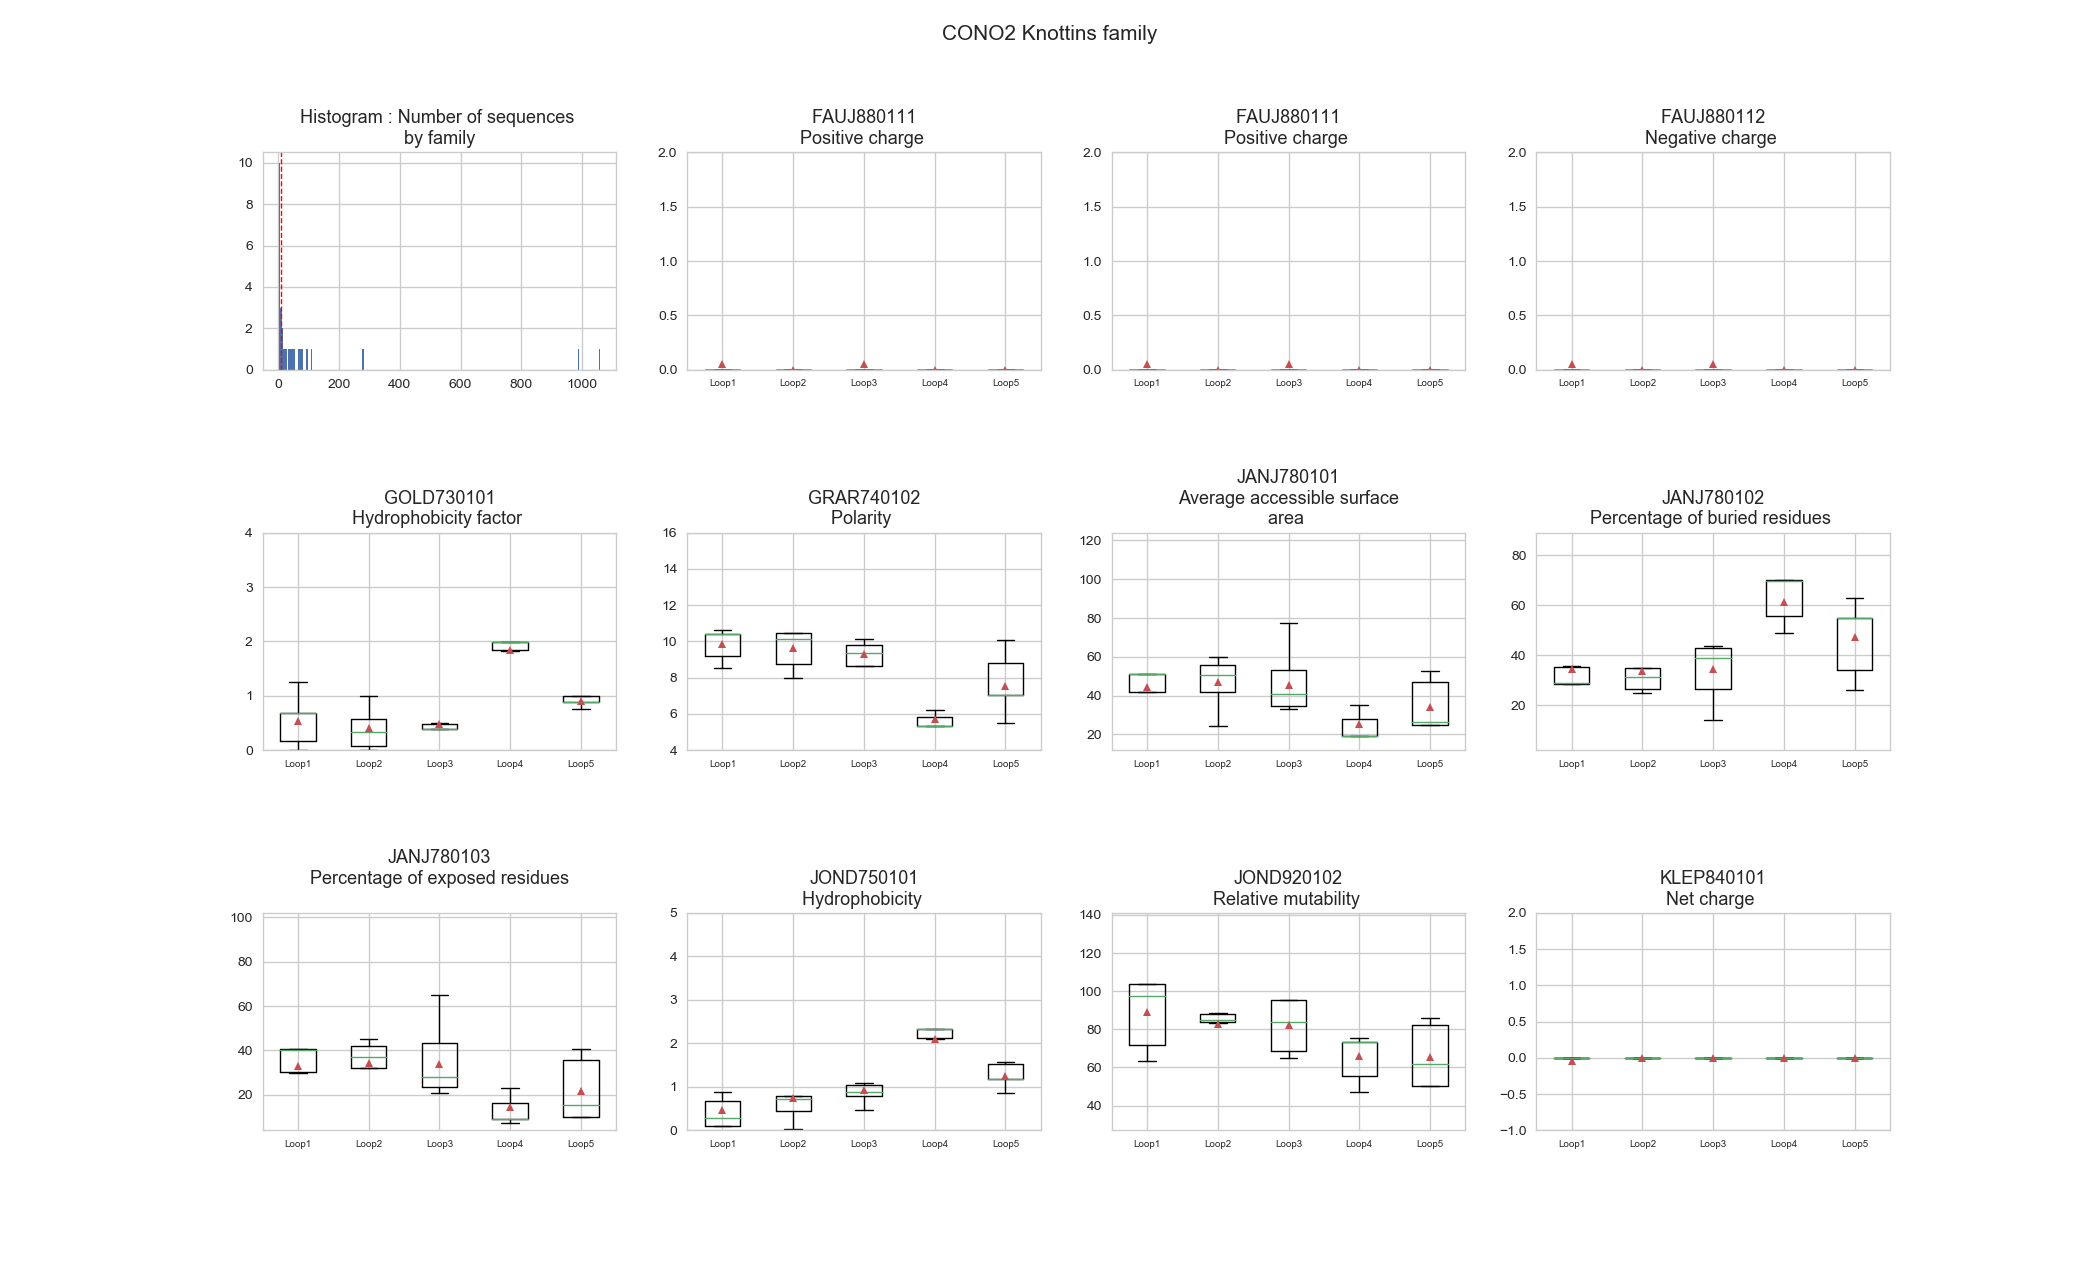 CONO2 Knottins family
Histogram : Number of sequences
by family
10
8
6
4
2
0
0 200 400 600 800 1000
FAUJ880111
Positive charge
2.0
1.5
1.0
0.5
0.0
Loop1 Loop2 Loop3 Loop4 Loop5
FAUJ880111
Positive charge
2.0
1.5
1.0
0.5
0.0
Loop1 Loop2 Loop3 Loop4 Loop5
FAUJ880112
Negative charge
2.0
1.5
1.0
0.5
0.0
Loop1 Loop2 Loop3 Loop4 Loop5
GOLD730101
Hydrophobicity factor
4
3
2
1
0
Loop1 Loop2 Loop3 Loop4 Loop5
GRAR740102
Polarity
16
14
12
10
8
6
4
Loop1 Loop2 Loop3 Loop4 Loop5
JANJ780101
Average accessible surface
area
120
100
80
60
40
20
Loop1 Loop2 Loop3 Loop4 Loop5
JANJ780102
Percentage of buried residues
80
60
40
20
Loop1 Loop2 Loop3 Loop4 Loop5
JANJ780103
Percentage of exposed residues
100
80
60
40
20
Loop1 Loop2 Loop3 Loop4 Loop5
JOND750101
Hydrophobicity
5
4
3
2
1
0
Loop1 Loop2 Loop3 Loop4 Loop5
JOND920102
Relative mutability
140
120
100
80
60
40
Loop1 Loop2 Loop3 Loop4 Loop5
KLEP840101
Net charge
2.0
1.5
1.0
0.5
0.0
−0.5
−1.0
Loop1 Loop2 Loop3 Loop4 Loop5